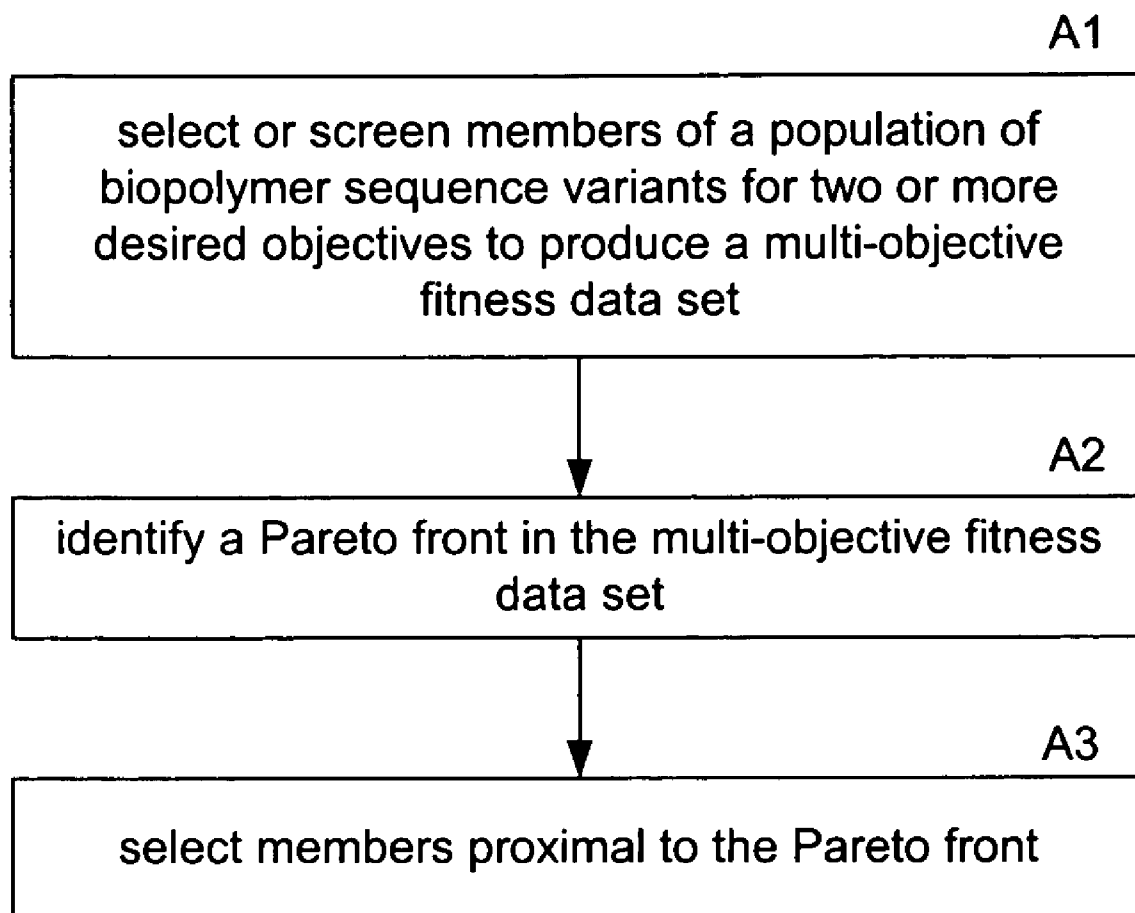 A1
select or screen members of a population of
biopolymer sequence variants for two or more
desired objectives to produce a multi-objective
fitness data set
A2
identify a Pareto front in the multi-objective fitness
data set
A3
select members proximal to the Pareto front